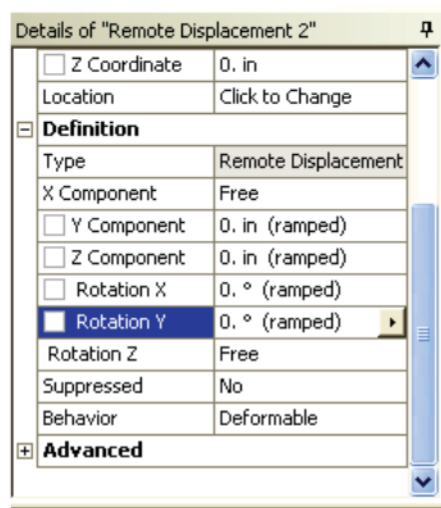 Details of "Remote Displacement 2"
Z Coordinate 0. in
Location Click to Change
Definition
Type Remote Displacement
X Component Free
Y Component 0. in (ramped)
Z Component 0. in (ramped)
Rotation X 0. ° (ramped)
Rotation Y 0. ° (ramped)
Rotation Z Free
Suppressed No
Behavior Deformable
Advanced